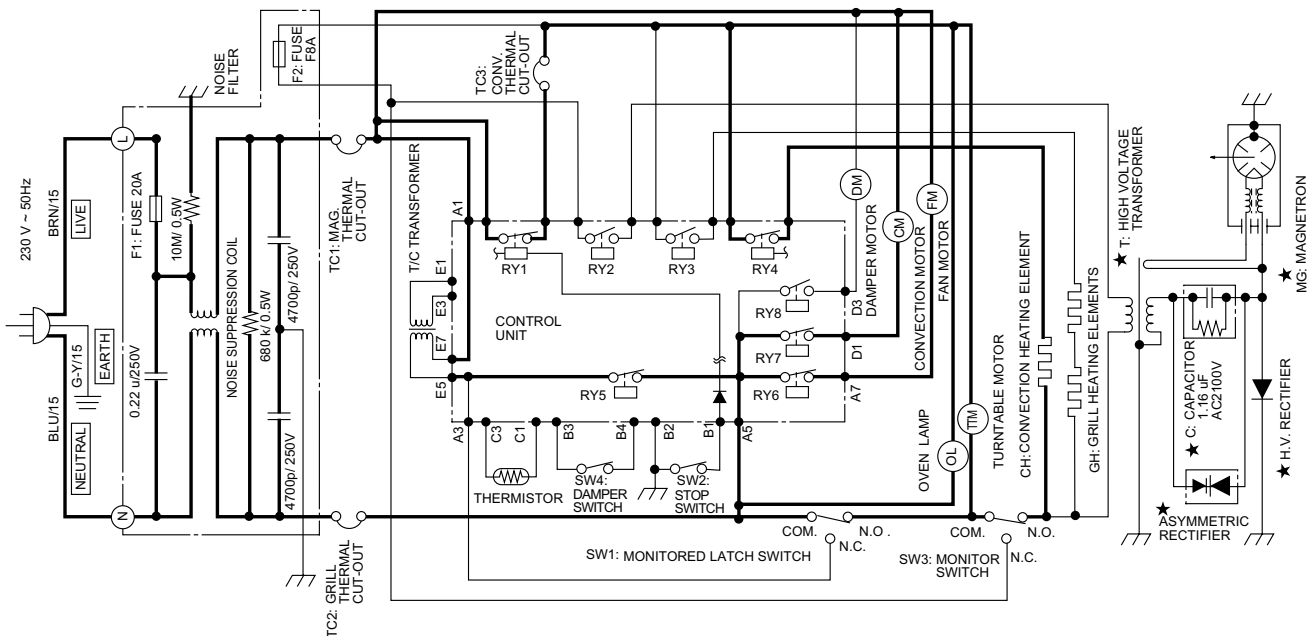 230 V ~ 50Hz
BRN/15
LIVE
G-Y/15
EARTH
BLU/15
NEUTRAL
L
N
F1: FUSE 20A
10M/ 0.5W
0.22 u/250V
NOISE
FILTER
NOISE SUPPRESSION COIL
680 k/ 0.5W
4700p/ 250V
4700p/ 250V
F2: FUSE
F8A
TC1: MAG.
THERMAL
CUT-OUT
TC2: GRILL
THERMAL
CUT-OUT
TC3: CONV.
THERMAL
CUT-OUT
T/C TRANSFORMER
A1
E1
E3
E7
E5
A3
CONTROL
UNIT
RY1
RY2
RY3
RY4
RY5
RY6
RY7
RY8
D3
D1
A7
A5
C3
C1
B3
B4
B2
B1
THERMISTOR
SW4:
DAMPER
SWITCH
SW2:
STOP
SWITCH
DM
DAMPER MOTOR
CM
CONVECTION MOTOR
FM
FAN MOTOR
OVEN LAMP
OL
TURNTABLE MOTOR
TTM
CH:CONVECTION HEATING ELEMENT
GH:GRILL HEATING ELEMENTS
COM.
N.O .
N.C.
SW1: MONITORED LATCH SWITCH
COM.
N.O.
N.C.
SW3: MONITOR
SWITCH
★ T: HIGH VOLTAGE
TRANSFORMER
★ C: CAPACITOR
1.16 uF
AC2100V
★ ASYMMETRIC
RECTIFIER
★ H.V. RECTIFIER
★ MG: MAGNETRON